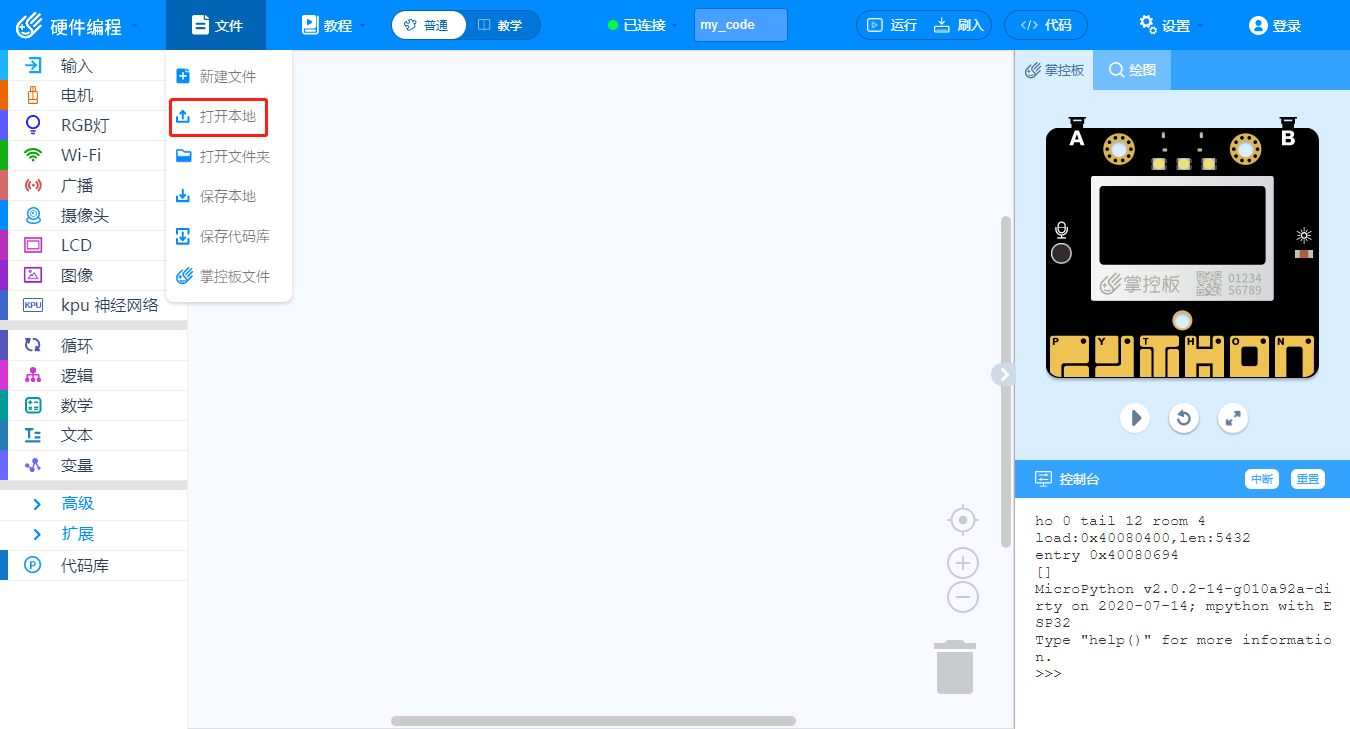 硬件编程
文件
教程
普通
教学
已连接
my_code
运行
刷入
</> 代码
设置
登录
输入
电机
RGB灯
Wi-Fi
广播
摄像头
LCD
图像
KPU
kpu 神经网络
循环
逻辑
数学
文本
变量
高级
扩展
代码库
新建文件
打开本地
打开文件夹
保存本地
保存代码库
掌控板文件
掌控板
绘图
A
B
掌控板
01234
56789
P Y T H O N
控制台
中断
重置
ho 0 tail 12 room 4
load:0x40080400,len:5432
entry 0x40080694
[]
MicroPython v2.0.2-14-g010a92a-di
rty on 2020-07-14; mpython with E
SP32
Type "help()" for more informatio
n.
>>>